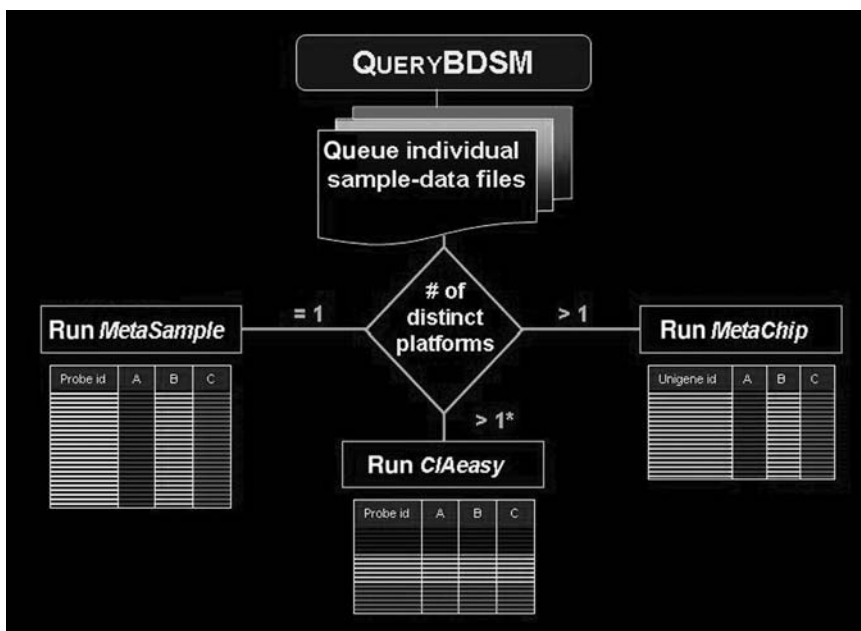 QUERYBDSM
Queue individual
sample-data files
# of
distinct
platforms
= 1
> 1
Run MetaSample
Run MetaChip
Probe id A B C
Unigene id A B C
> 1*
Run CIAeasy
Probe id A B C